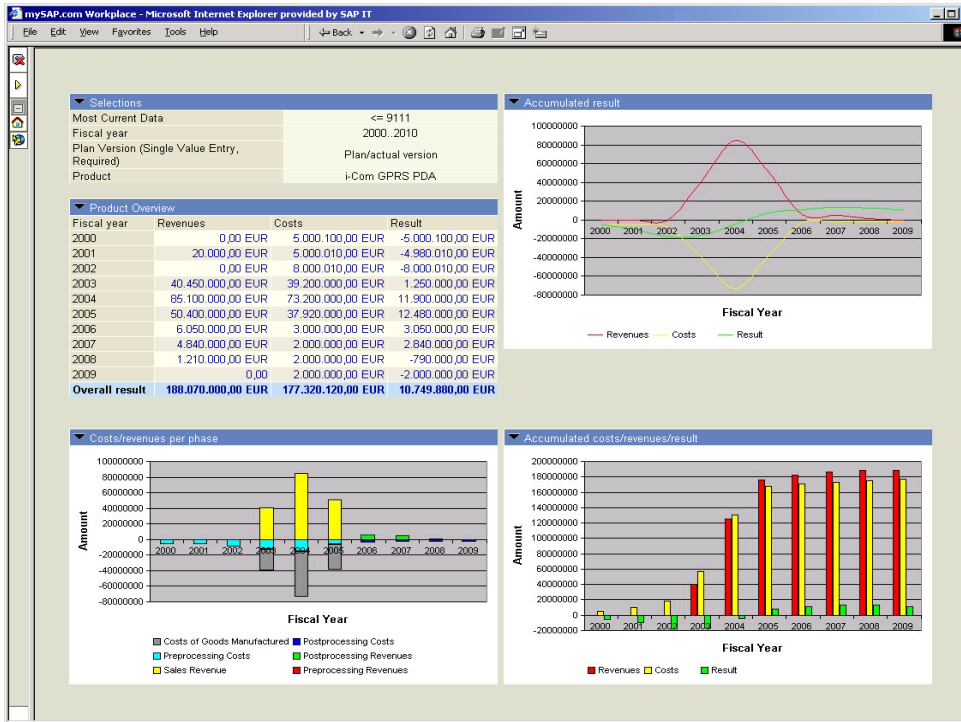 mySAP.com Workplace - Microsoft Internet Explorer provided by SAP IT
File Edit View Favorites Tools Help Back
Selections
Most Current Data <= 9111
Fiscal year 2000..2010
Plan Version (Single Value Entry,
Required) Plan/actual version
Product i-Com GPRS PDA
Product Overview
Fiscal year Revenues Costs Result
2000 0,00 EUR 5.000.100,00 EUR -5.000.100,00 EUR
2001 20.000,00 EUR 5.000.010,00 EUR -4.980.010,00 EUR
2002 0,00 EUR 8.000.010,00 EUR -8.000.010,00 EUR
2003 40.450.000,00 EUR 39.200.000,00 EUR 1.250.000,00 EUR
2004 85.100.000,00 EUR 73.200.000,00 EUR 11.900.000,00 EUR
2005 50.400.000,00 EUR 37.920.000,00 EUR 12.480.000,00 EUR
2006 6.050.000,00 EUR 3.000.000,00 EUR 3.050.000,00 EUR
2007 4.840.000,00 EUR 2.000.000,00 EUR 2.840.000,00 EUR
2008 1.210.000,00 EUR 2.000.000,00 EUR -790.000,00 EUR
2009 0,00 2.000.000,00 EUR -2.000.000,00 EUR
Overall result 188.070.000,00 EUR 177.320.120,00 EUR 10.749.880,00 EUR
Accumulated result
100000000
80000000
60000000
40000000
20000000
0
-20000000
-40000000
-60000000
-80000000
Amount
2000 2001 2002 2003 2004 2005 2006 2007 2008 2009
Fiscal Year
Revenues Costs Result
Costs/revenues per phase
100000000
80000000
60000000
40000000
20000000
0
-20000000
-40000000
-60000000
-80000000
Amount
2000 2001 2002 2003 2004 2005 2006 2007 2008 2009
Fiscal Year
Costs of Goods Manufactured Postprocessing Costs
Preprocessing Costs Postprocessing Revenues
Sales Revenue Preprocessing Revenues
Accumulated costs/revenues/result
200000000
180000000
160000000
140000000
120000000
100000000
80000000
60000000
40000000
20000000
0
-20000000
Amount
2000 2001 2002 2003 2004 2005 2006 2007 2008 2009
Fiscal Year
Revenues Costs Result